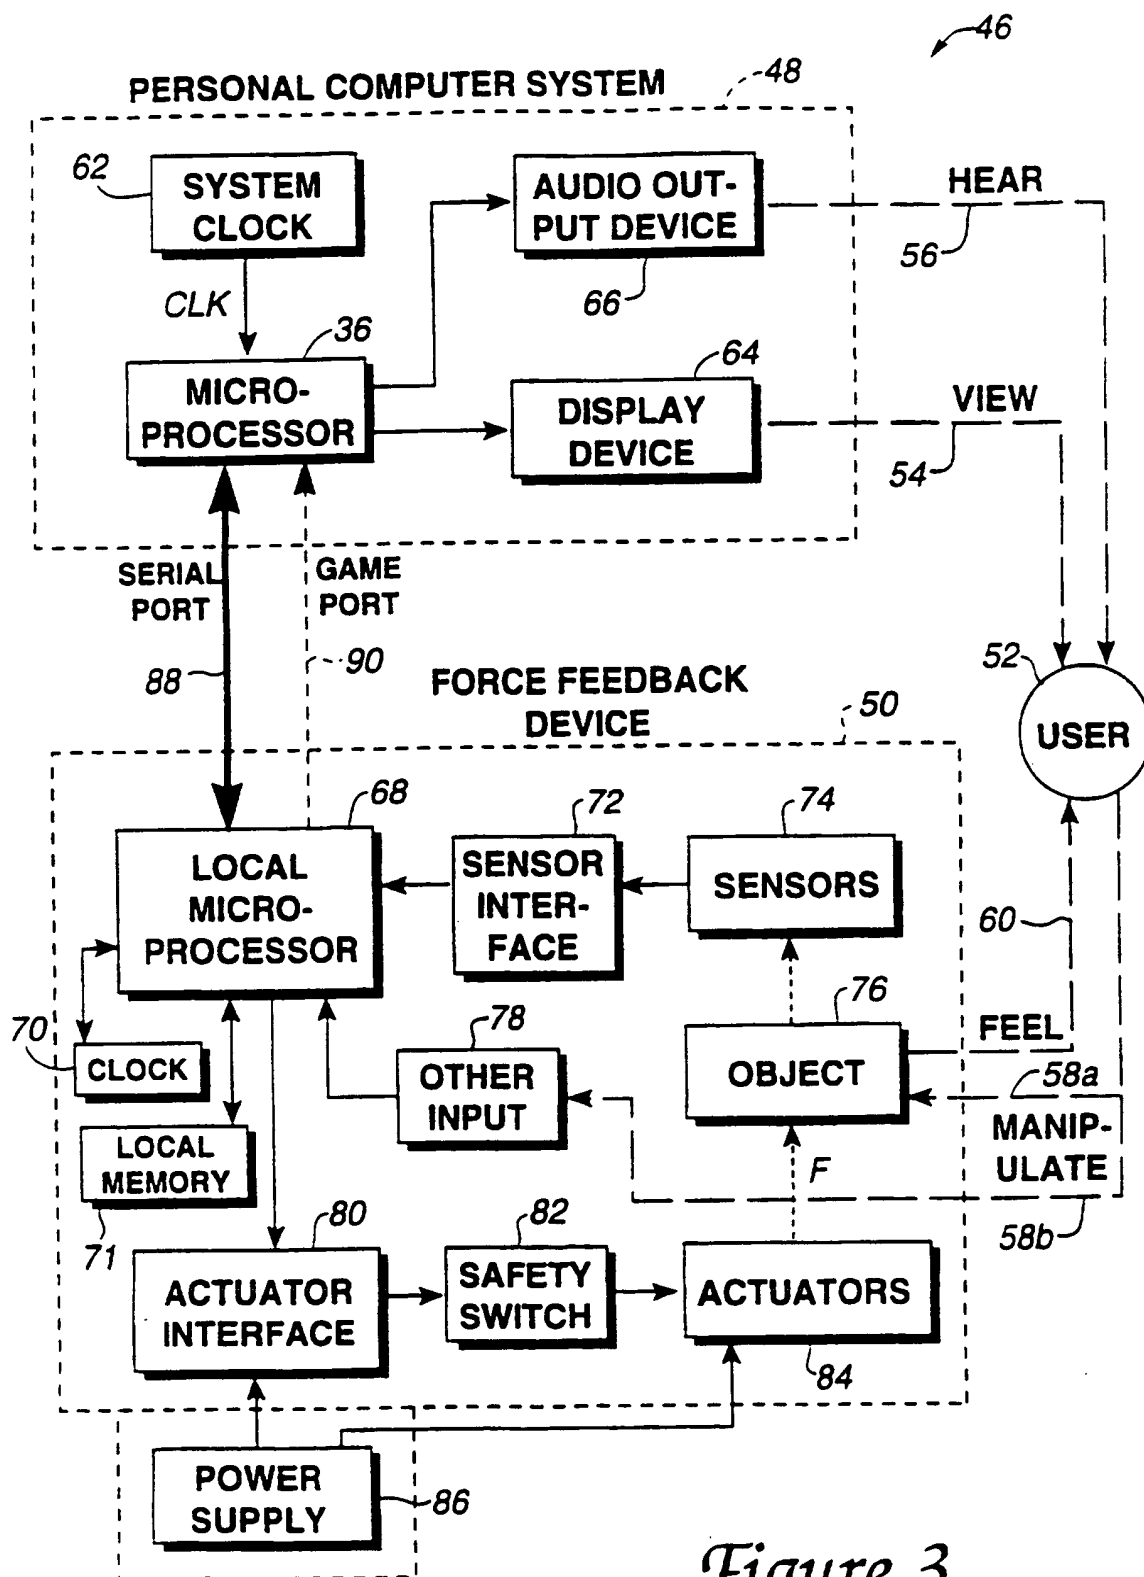 46
PERSONAL COMPUTER SYSTEM
48
62
SYSTEM
CLOCK
AUDIO OUT-
PUT DEVICE
HEAR
56
66
CLK
36
64
MICRO-
PROCESSOR
DISPLAY
DEVICE
VIEW
54
SERIAL
PORT
GAME
PORT
88
90
52
USER
FORCE FEEDBACK
DEVICE
50
68
72
74
LOCAL
MICRO-
PROCESSOR
SENSOR
INTER-
FACE
SENSORS
60
76
70
CLOCK
78
OTHER
INPUT
OBJECT
FEEL
58a
MANIP-
ULATE
58b
LOCAL
MEMORY
71
F
80
82
ACTUATOR
INTERFACE
SAFETY
SWITCH
ACTUATORS
84
POWER
SUPPLY
86
Figure 3